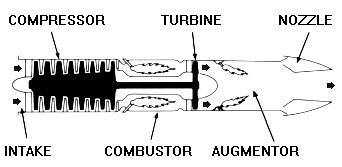 COMPRESSOR TURBINE NOZZLE
INTAKE COMBUSTOR AUGMENTOR